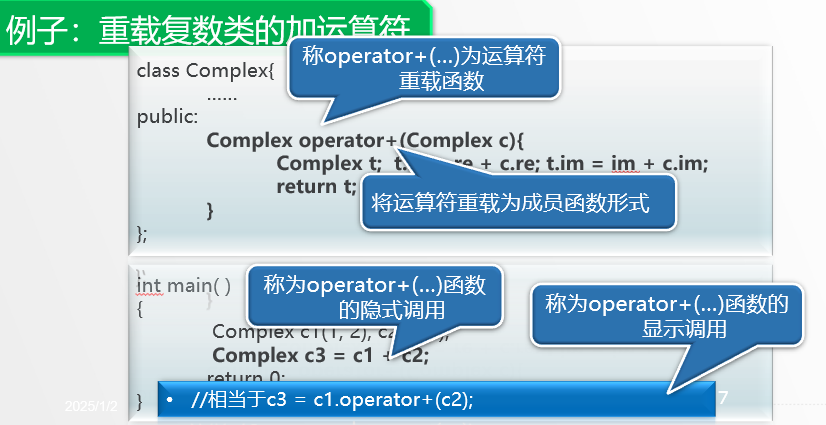 例子：重载复数类的加运算符
class Complex{
称operator+(...)为运算符
重载函数
......
public:
Complex operator+(Complex c){
Complex t; t. re + c.re; t.im = im + c.im;
return t;
将运算符重载为成员函数形式
}
};
int main( )
{
称为operator+(...)函数
的隐式调用
称为operator+(...)函数的
显示调用
Complex c1(1, 2),
Complex c3 = c1 + c2;
return 0;
}
• //相当于c3 = c1.operator+(c2);
2025/1/2
7